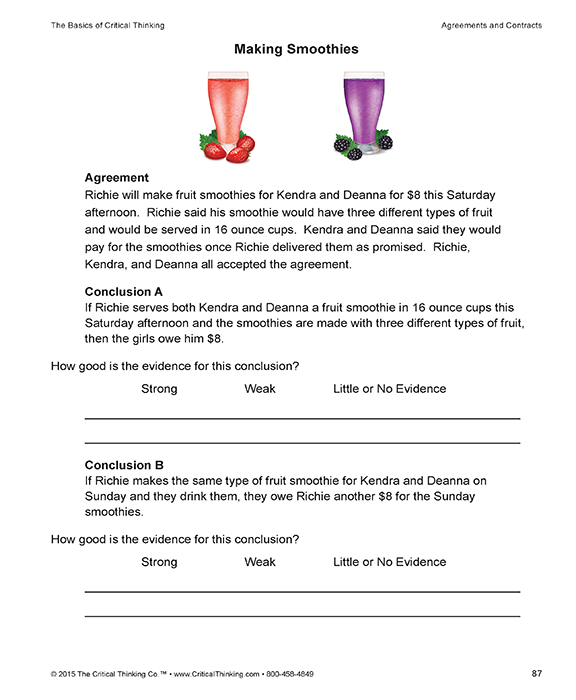 The Basics of Critical Thinking
Agreements and Contracts
Making Smoothies
Agreement
Richie will make fruit smoothies for Kendra and Deanna for $8 this Saturday
afternoon.  Richie said his smoothie would have three different types of fruit
and would be served in 16 ounce cups.  Kendra and Deanna said they would
pay for the smoothies once Richie delivered them as promised.  Richie,
Kendra, and Deanna all accepted the agreement.
Conclusion A
If Richie serves both Kendra and Deanna a fruit smoothie in 16 ounce cups this
Saturday afternoon and the smoothies are made with three different types of fruit,
then the girls owe him $8.
How good is the evidence for this conclusion?
Strong Weak Little or No Evidence
Conclusion B
If Richie makes the same type of fruit smoothie for Kendra and Deanna on
Sunday and they drink them, they owe Richie another $8 for the Sunday
smoothies.
How good is the evidence for this conclusion?
Strong Weak Little or No Evidence
© 2015 The Critical Thinking Co.™ • www.CriticalThinking.com • 800-458-4849
87